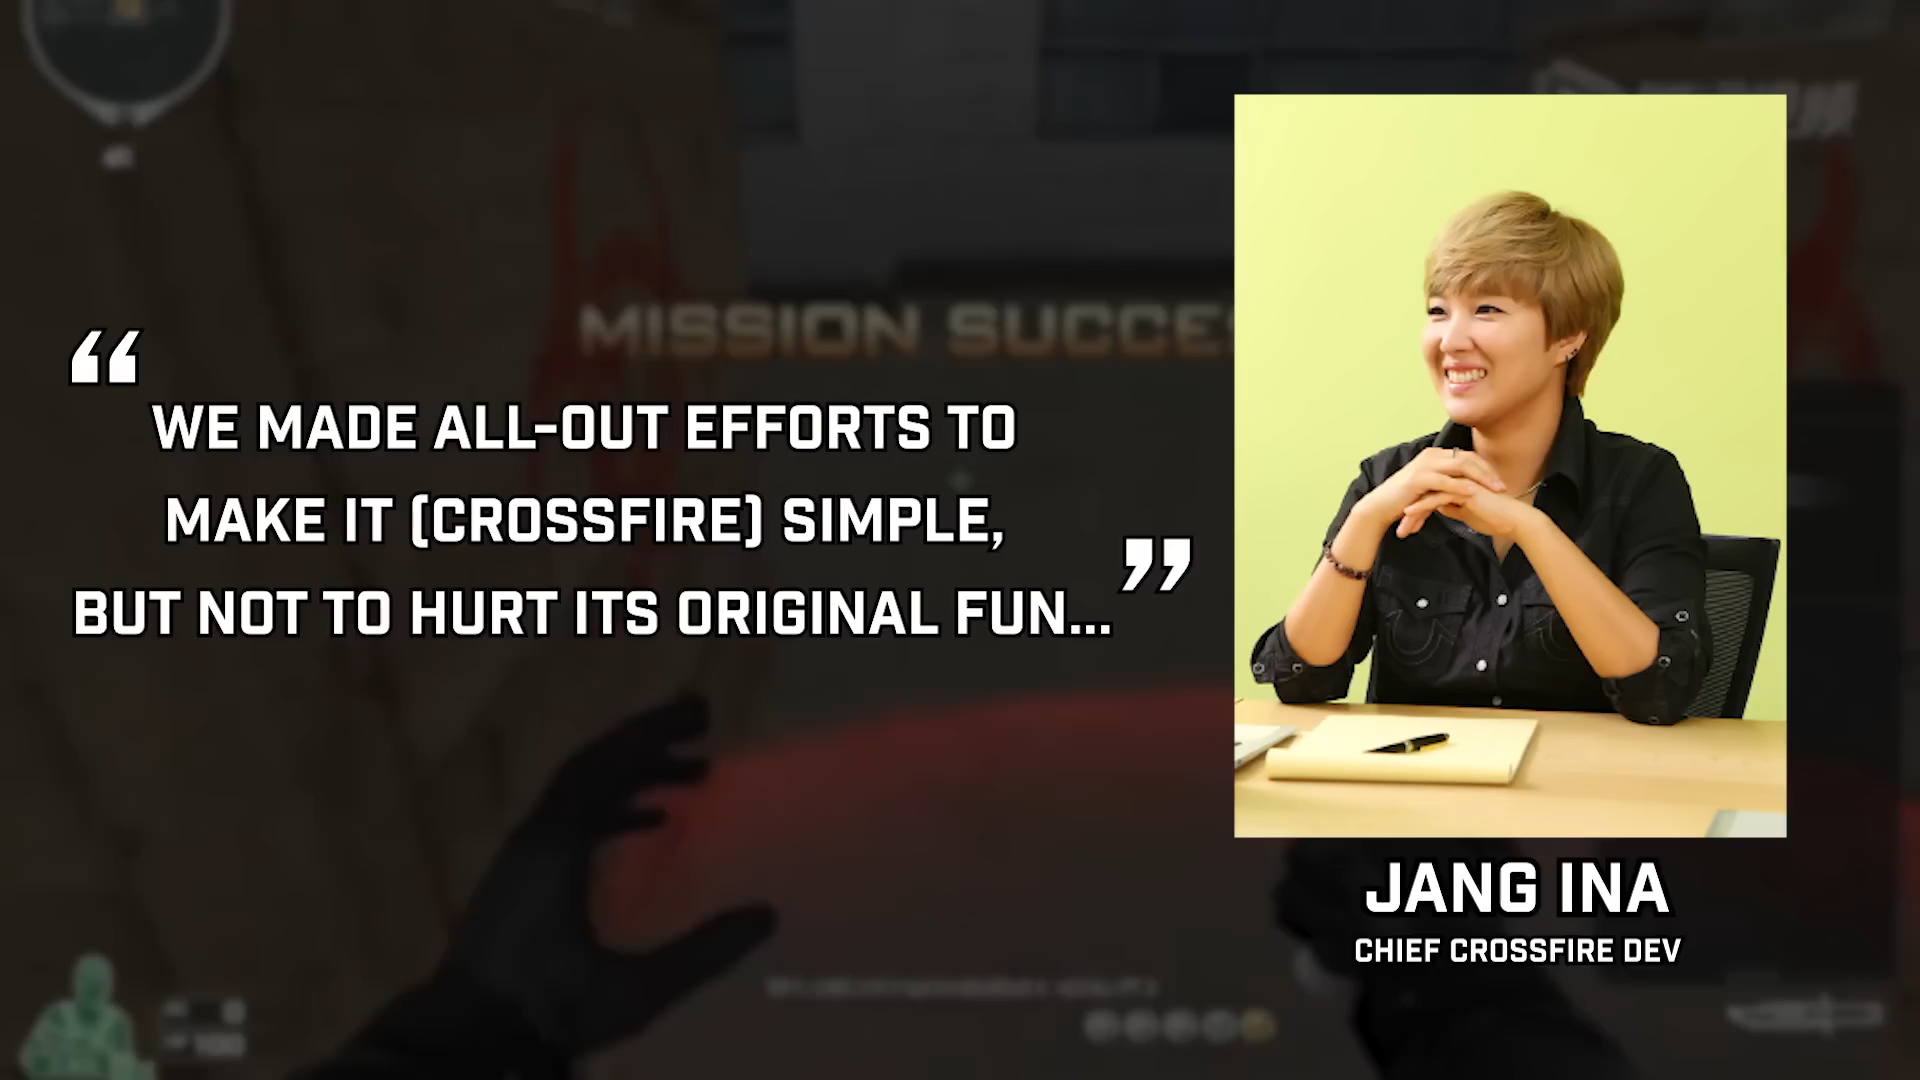 MISSION SUCCES
“
WE MADE ALL-OUT EFFORTS TO
MAKE IT (CROSSFIRE) SIMPLE,
BUT NOT TO HURT ITS ORIGINAL FUN...
”
JANG INA
CHIEF CROSSFIRE DEV
100